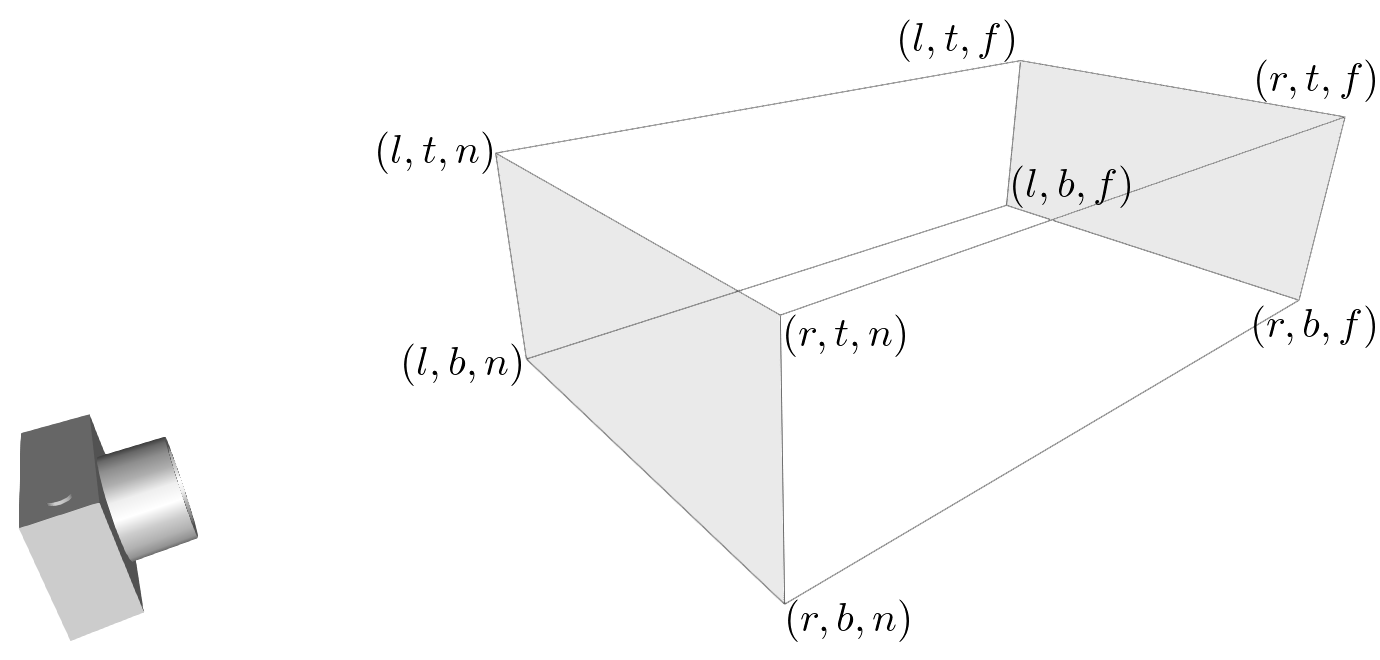 (l, t, f)
(r, t, f)
(l, t, n)
(l, b, f)
(r, t, n)
(r, b, f)
(l, b, n)
(r, b, n)